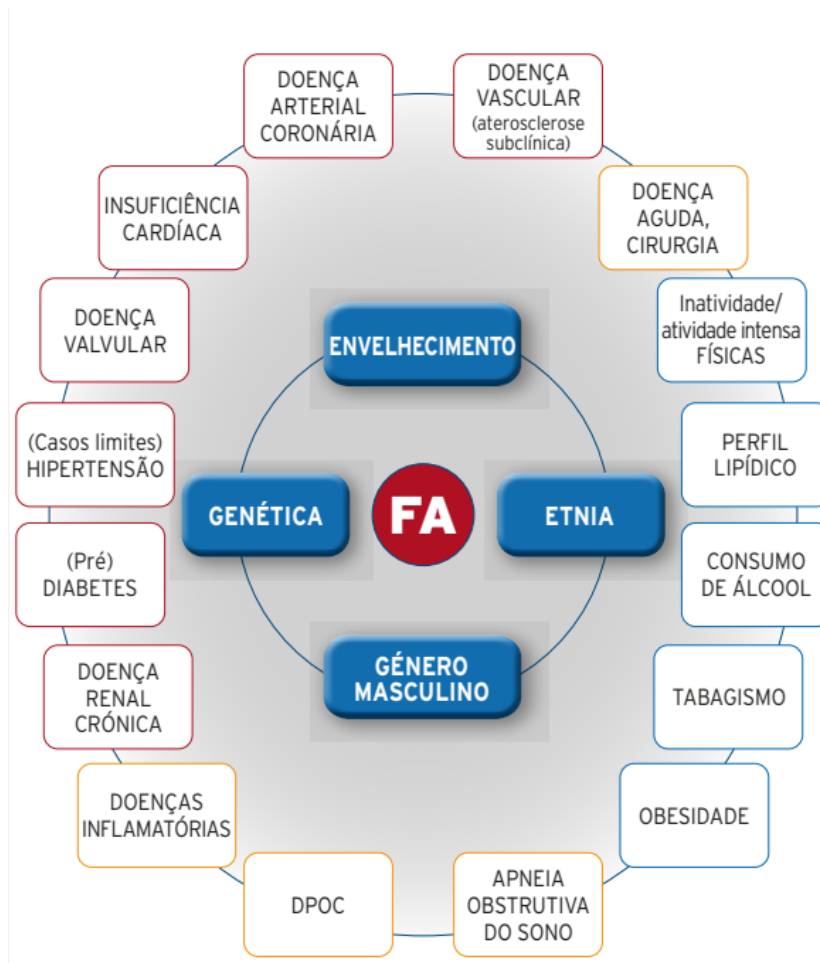 DOENÇA
ARTERIAL
CORONÁRIA
DOENÇA
VASCULAR
(aterosclerose
subclínica)
DOENÇA
AGUDA,
CIRURGIA
Inatividade/
atividade intensa
FÍSICAS
PERFIL
LIPÍDICO
CONSUMO
DE ÁLCOOL
TABAGISMO
OBESIDADE
APNEIA
OBSTRUTIVA
DO SONO
DPOC
DOENÇAS
INFLAMATÓRIAS
DOENÇA
RENAL
CRÓNICA
(Pré)
DIABETES
(Casos limites)
HIPERTENSÃO
DOENÇA
VALVULAR
INSUFICIÊNCIA
CARDÍACA
ENVELHECIMENTO
GENÉTICA
FA
ETNIA
GÉNERO
MASCULINO